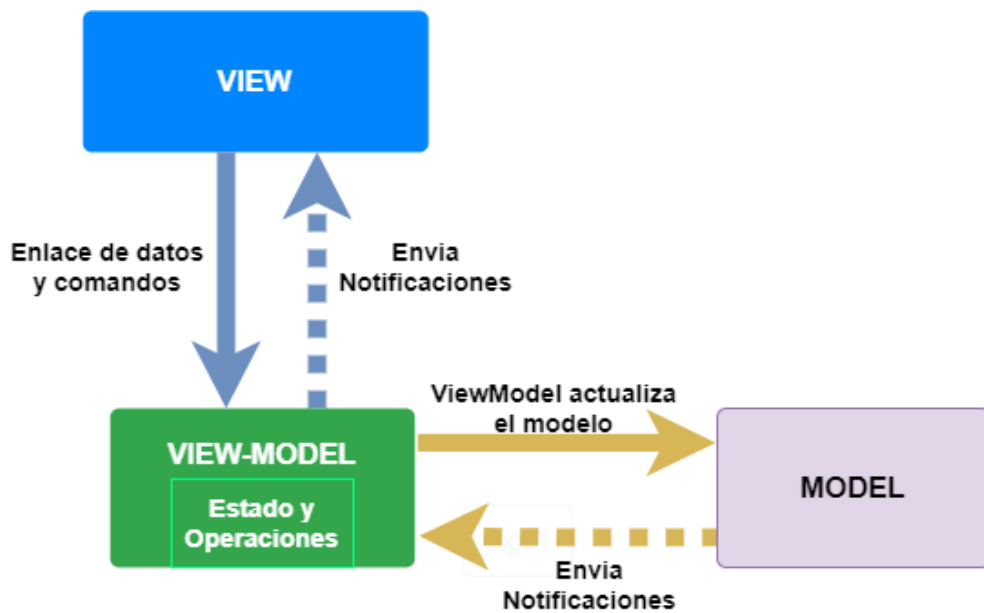 VIEW
Enlace de datos
y comandos
Envia
Notificaciones
ViewModel actualiza
el modelo
VIEW-MODEL
Estado y
Operaciones
MODEL
Envia
Notificaciones